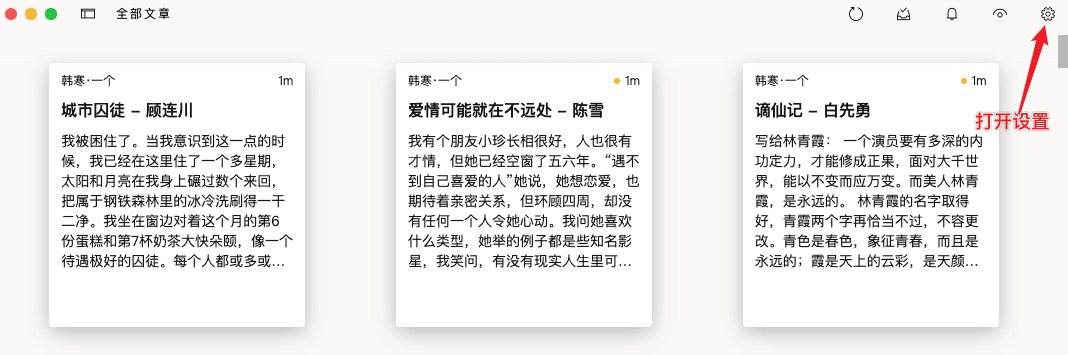 全部文章
韩寒·一个 1m
城市囚徒 – 顾连川
我被困住了。当我意识到这一点的时
候，我已经在这里住了一个多星期，
太阳和月亮在我身上碾过数个来回，
把属于钢铁森林里的冰冷洗刷得一干
二净。我坐在窗边对着这个月的第6
份蛋糕和第7杯奶茶大快朵颐，像一个
待遇极好的囚徒。每个人都或多或...
韩寒·一个 1m
爱情可能就在不远处 – 陈雪
我有个朋友小珍长相很好，人也很有
才情，但她已经空窗了五六年。“遇不
到自己喜爱的人”她说，她想恋爱，也
期待着亲密关系，但环顾四周，却没
有任何一个人令她心动。我问她喜欢
什么类型，她举的例子都是些知名影
星，我笑问，有没有现实人生里可...
韩寒·一个 1m
谪仙记 – 白先勇
写给林青霞： 一个演员要有多深的内
功定力，才能修成正果，面对大千世
界，能以不变而应万变。而美人林青
霞，是永远的。 林青霞的名字取得
好，青霞两个字再恰当不过，不容更
改。青色是春色，象征青春，而且是
永远的；霞是天上的云彩，是天颜...
打开设置